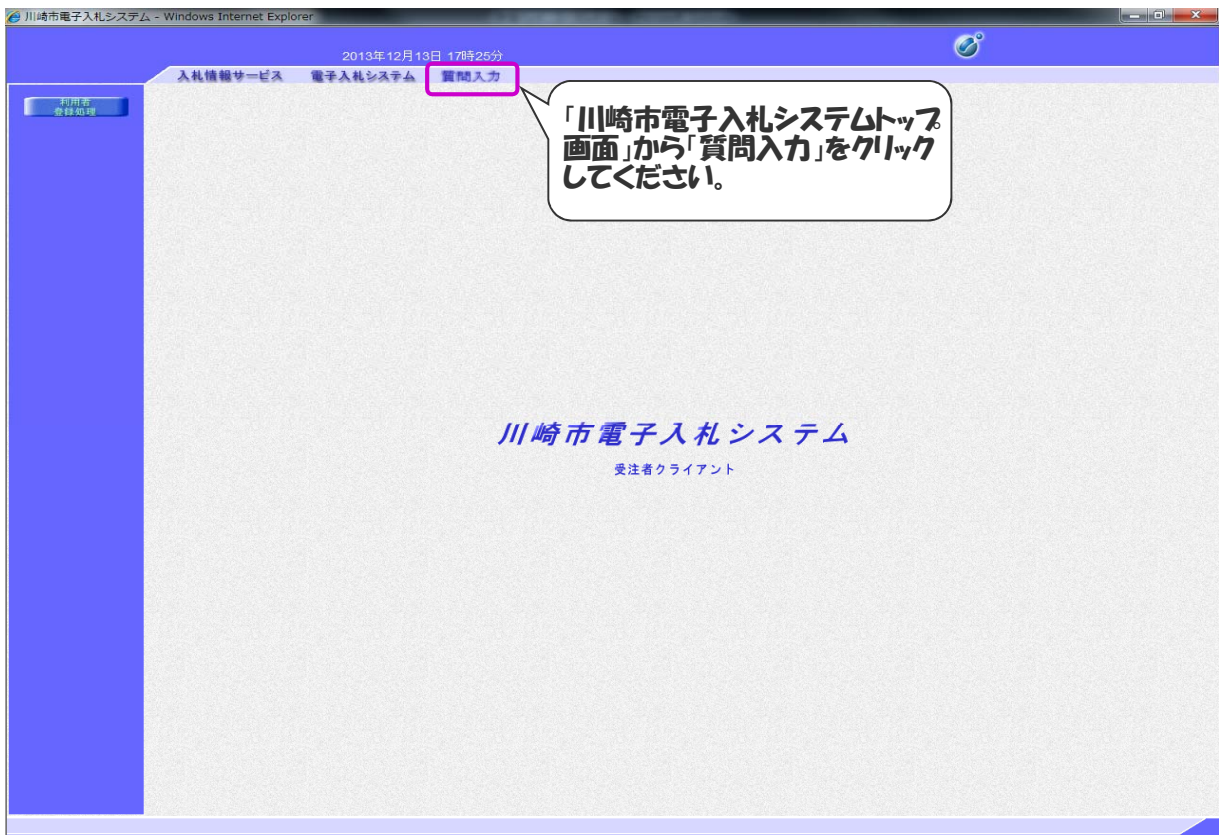 川崎市電子入札システム - Windows Internet Explorer
2013年12月13日 17時25分
入札情報サービス 電子入札システム 質問入力
利用者
登録処理
「川崎市電子入札システムトップ
画面」から「質問入力」をクリック
してください。
川崎市電子入札システム
受注者クライアント